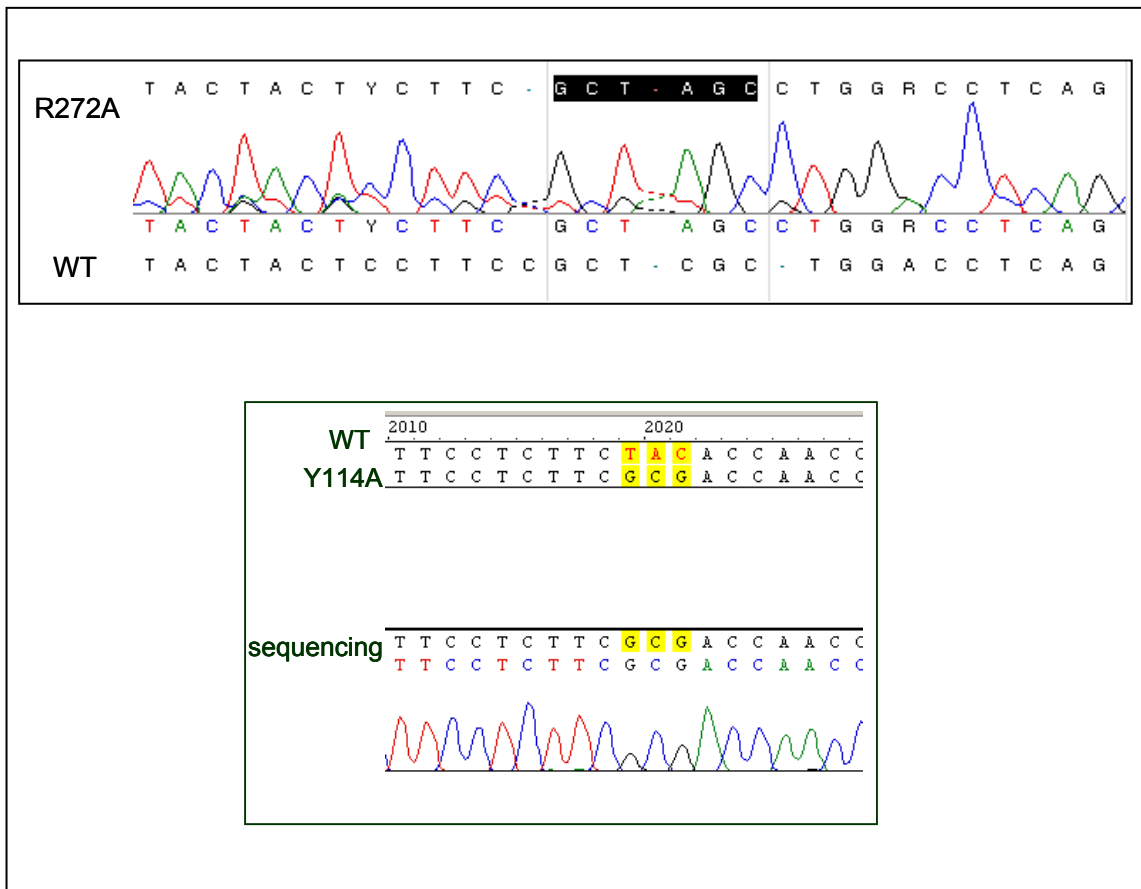 T A C T A C T Y C T T C - G C T - A G C C T G G R C C T C A G
R272A
T A C T A C T Y C T T C G C T A G C C T G G R C C T C A G
WT T A C T A C T C C T T C C G C T - C G C - T G G A C C T C A G
2010 2020
WT T T C C T C T T C T A C A C C A A C C
Y114A T T C C T C T T C G C G A C C A A C C
sequencing T T C C T C T T C G C G A C C A A C C
T T C C T C T T C G C G A C C A A C C